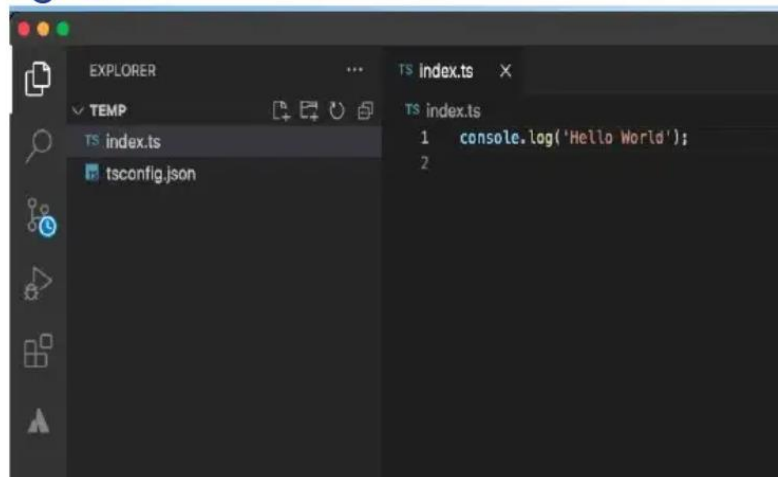 EXPLORER
...
TS index.ts
TEMP
TS index.ts
TS index.ts
1 console.log('Hello World');
tsconfig.json
2